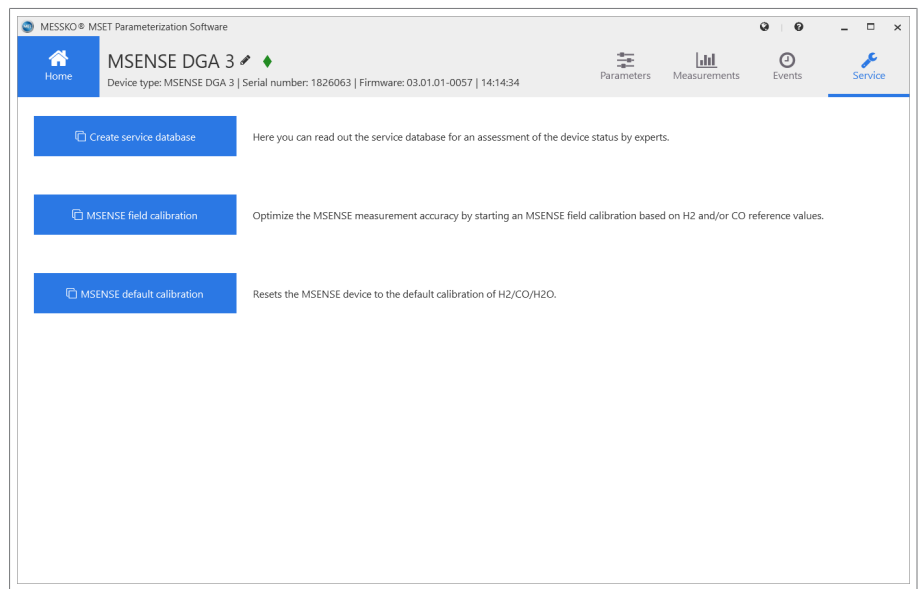 MESSKO® MSET Parameterization Software
Home
MSENSE DGA 3
Device type: MSENSE DGA 3 | Serial number: 1826063 | Firmware: 03.01.01-0057 | 14:14:34
Parameters
Measurements
Events
Service
Create service database
Here you can read out the service database for an assessment of the device status by experts.
MSENSE field calibration
Optimize the MSENSE measurement accuracy by starting an MSENSE field calibration based on H2 and/or CO reference values.
MSENSE default calibration
Resets the MSENSE device to the default calibration of H2/CO/H2O.